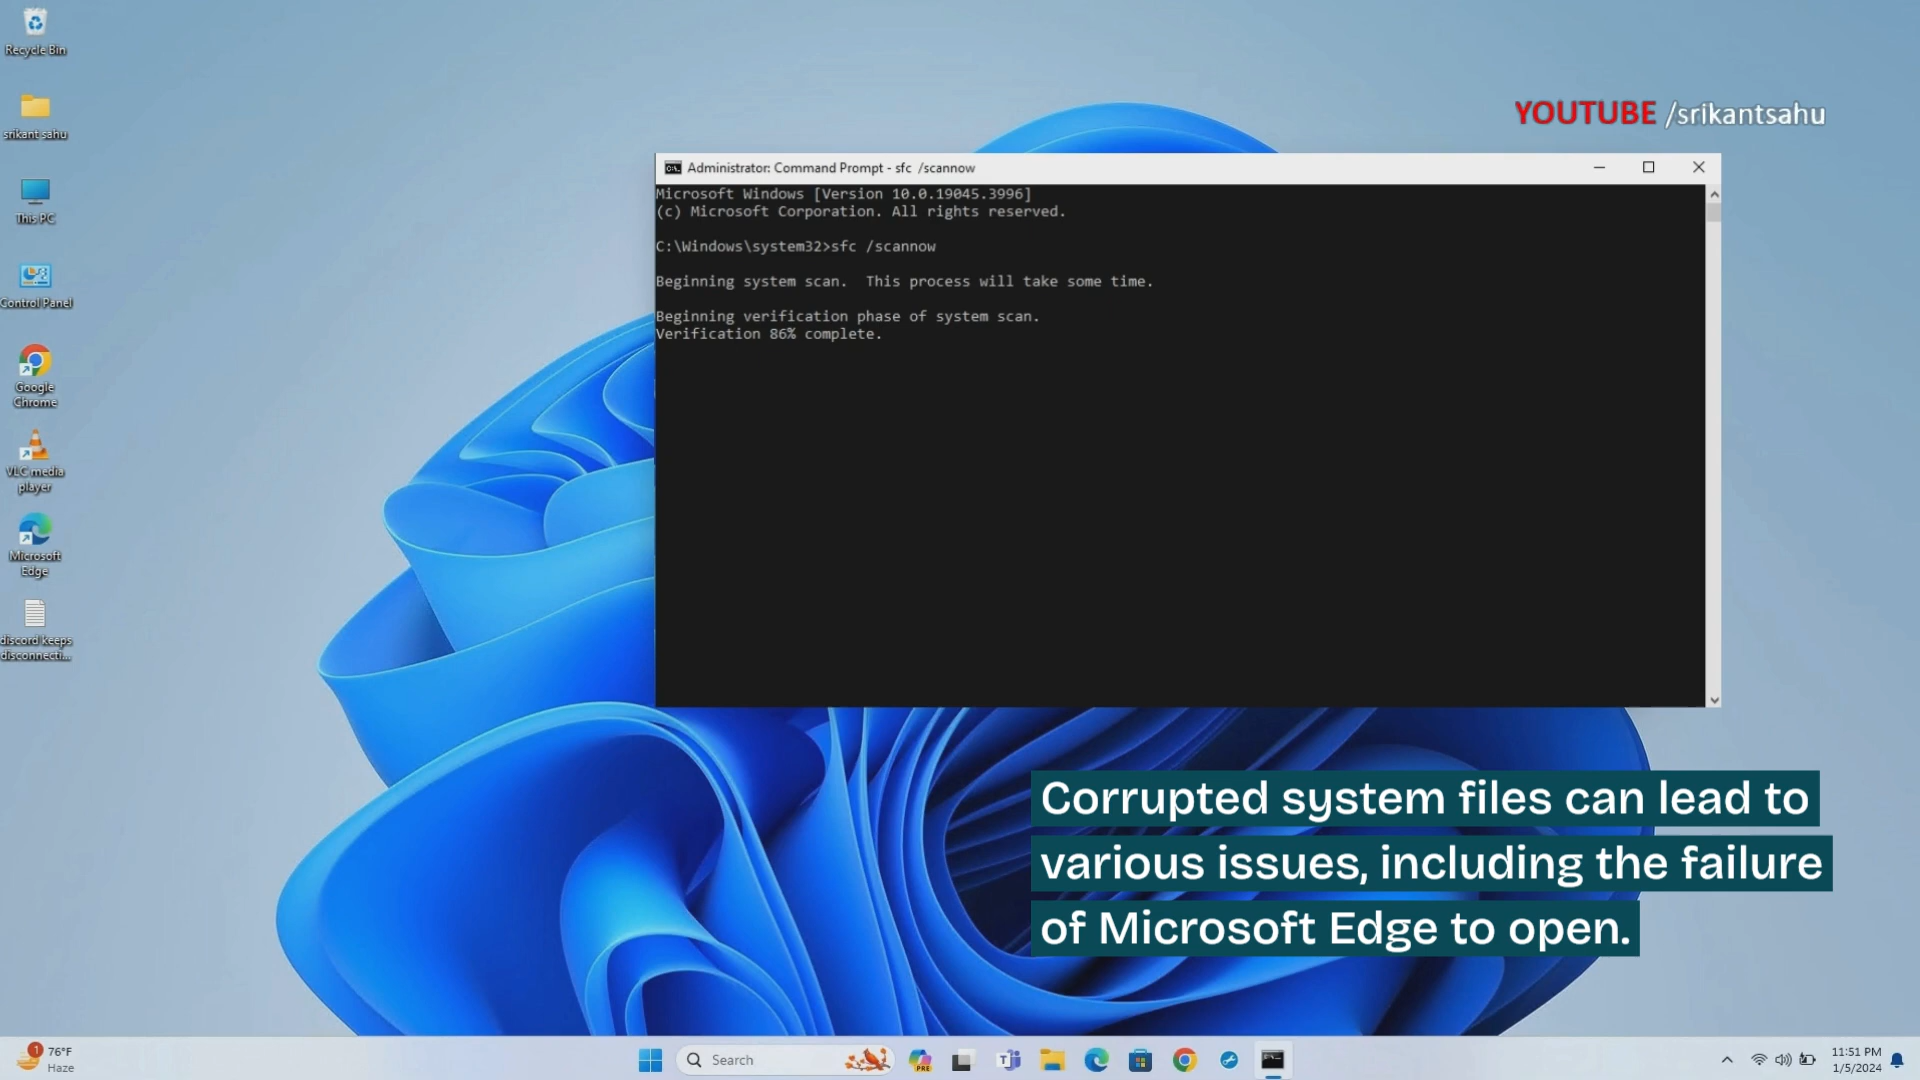 Recycle Bin
srikant sahu
This PC
Control Panel
Google
Chrome
VLC media
player
Microsoft
Edge
discord keeps
disconnecti...
YOUTUBE /srikantsahu
Administrator: Command Prompt - sfc /scannow
Microsoft Windows [Version 10.0.19045.3996]
(c) Microsoft Corporation. All rights reserved.
C:\Windows\system32>sfc /scannow
Beginning system scan.  This process will take some time.
Beginning verification phase of system scan.
Verification 86% complete.
Corrupted system files can lead to
various issues, including the failure
of Microsoft Edge to open.
1
76°F
Haze
Search
PRE
11:51 PM
1/5/2024